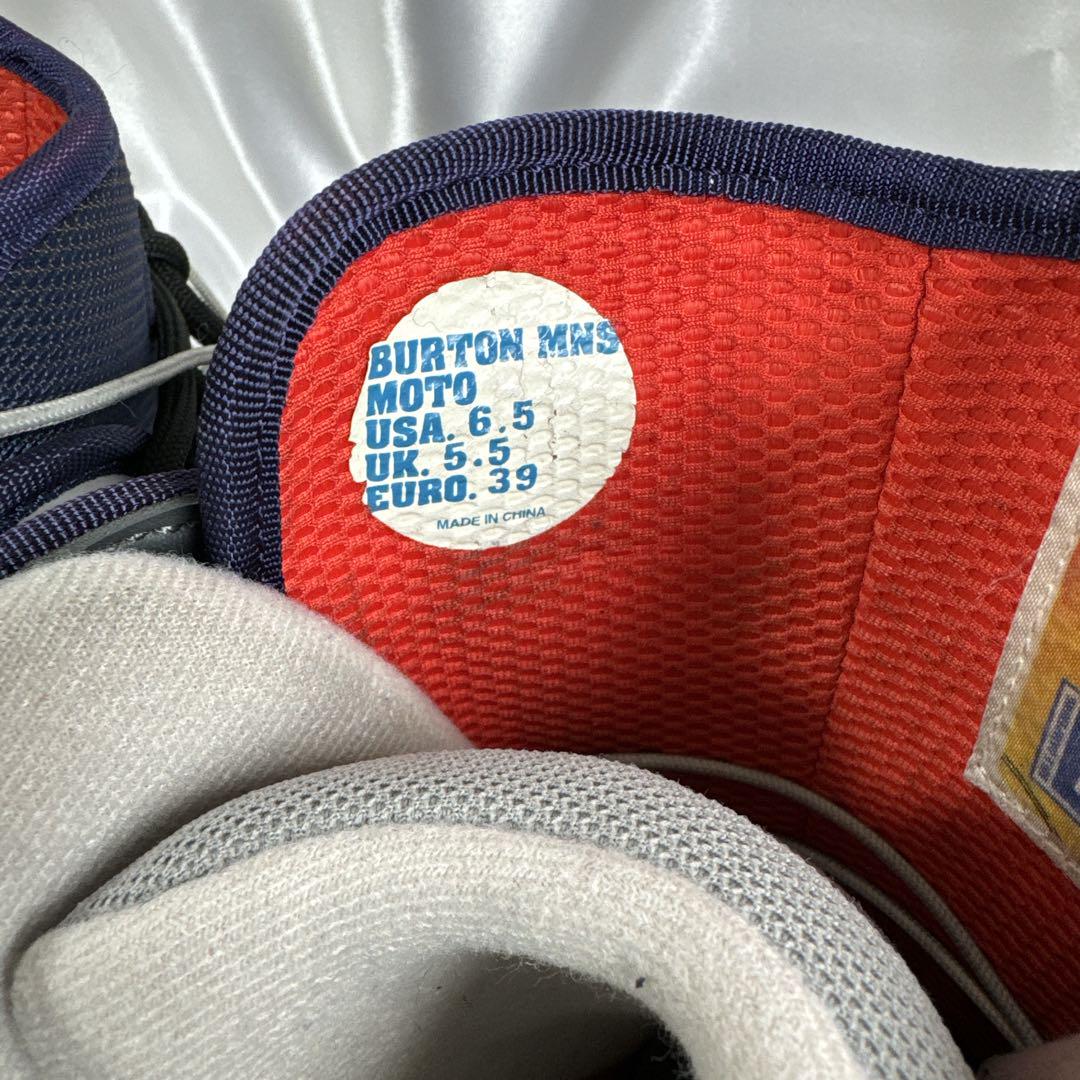 BURTON MNS
MOTO
USA. 6.5
UK. 5.5
EURO. 39
MADE IN CHINA